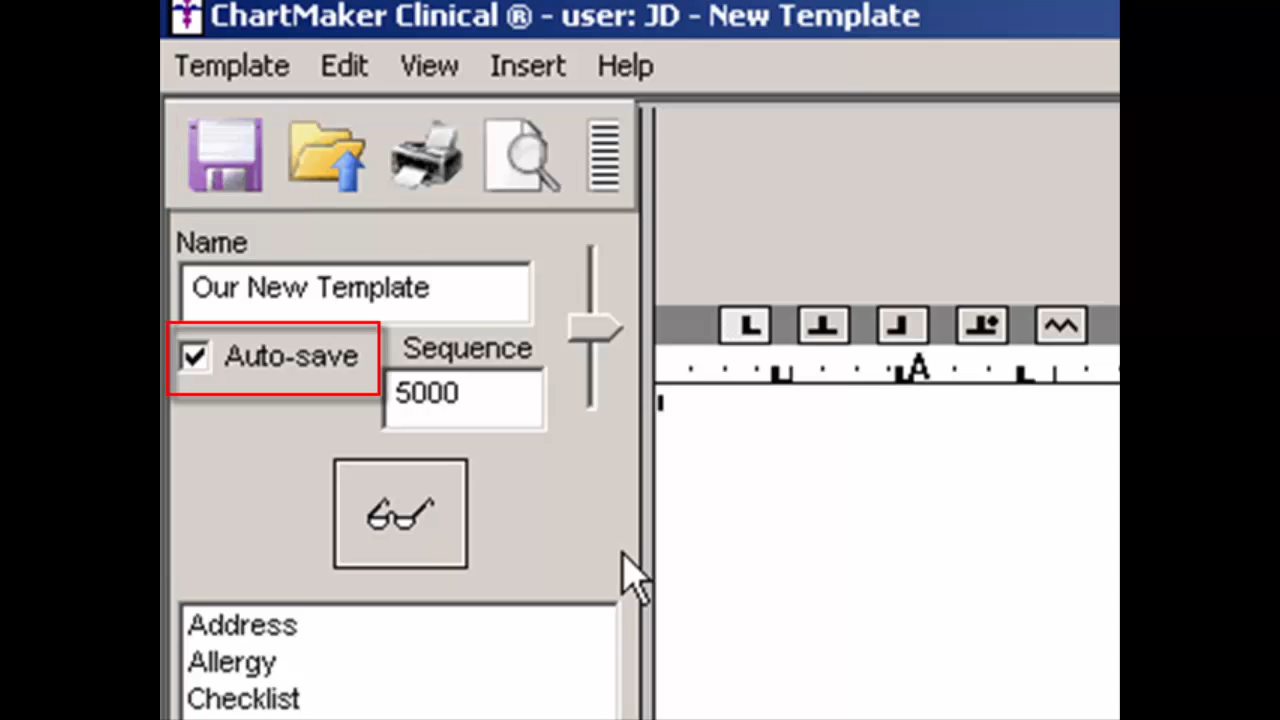 ChartMaker Clinical ® - user: JD - New Template
Template Edit View Insert Help
Name
Our New Template
Auto-save
Sequence
5000
A
Address
Allergy
Checklist